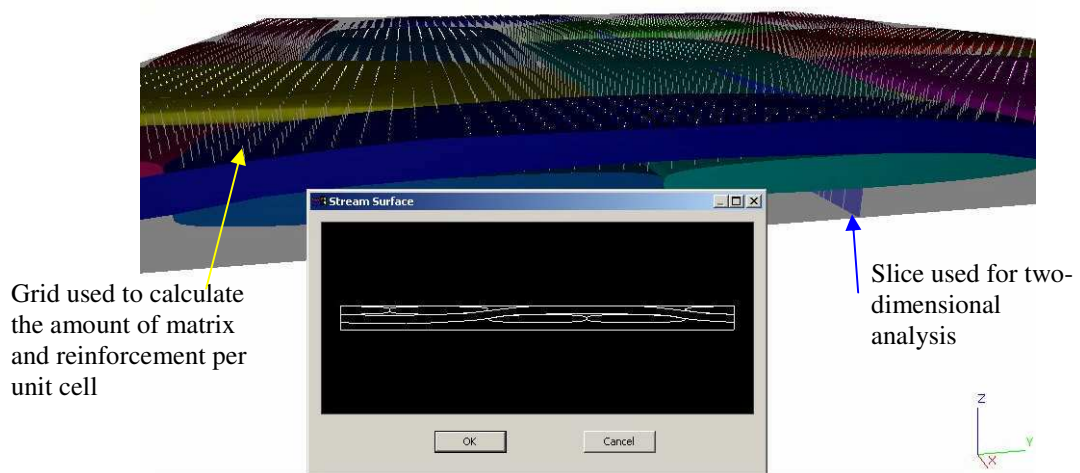 Stream Surface
Grid used to calculate
the amount of matrix
and reinforcement per
unit cell
Slice used for two-
dimensional
analysis
OK
Cancel
Z
Y
X